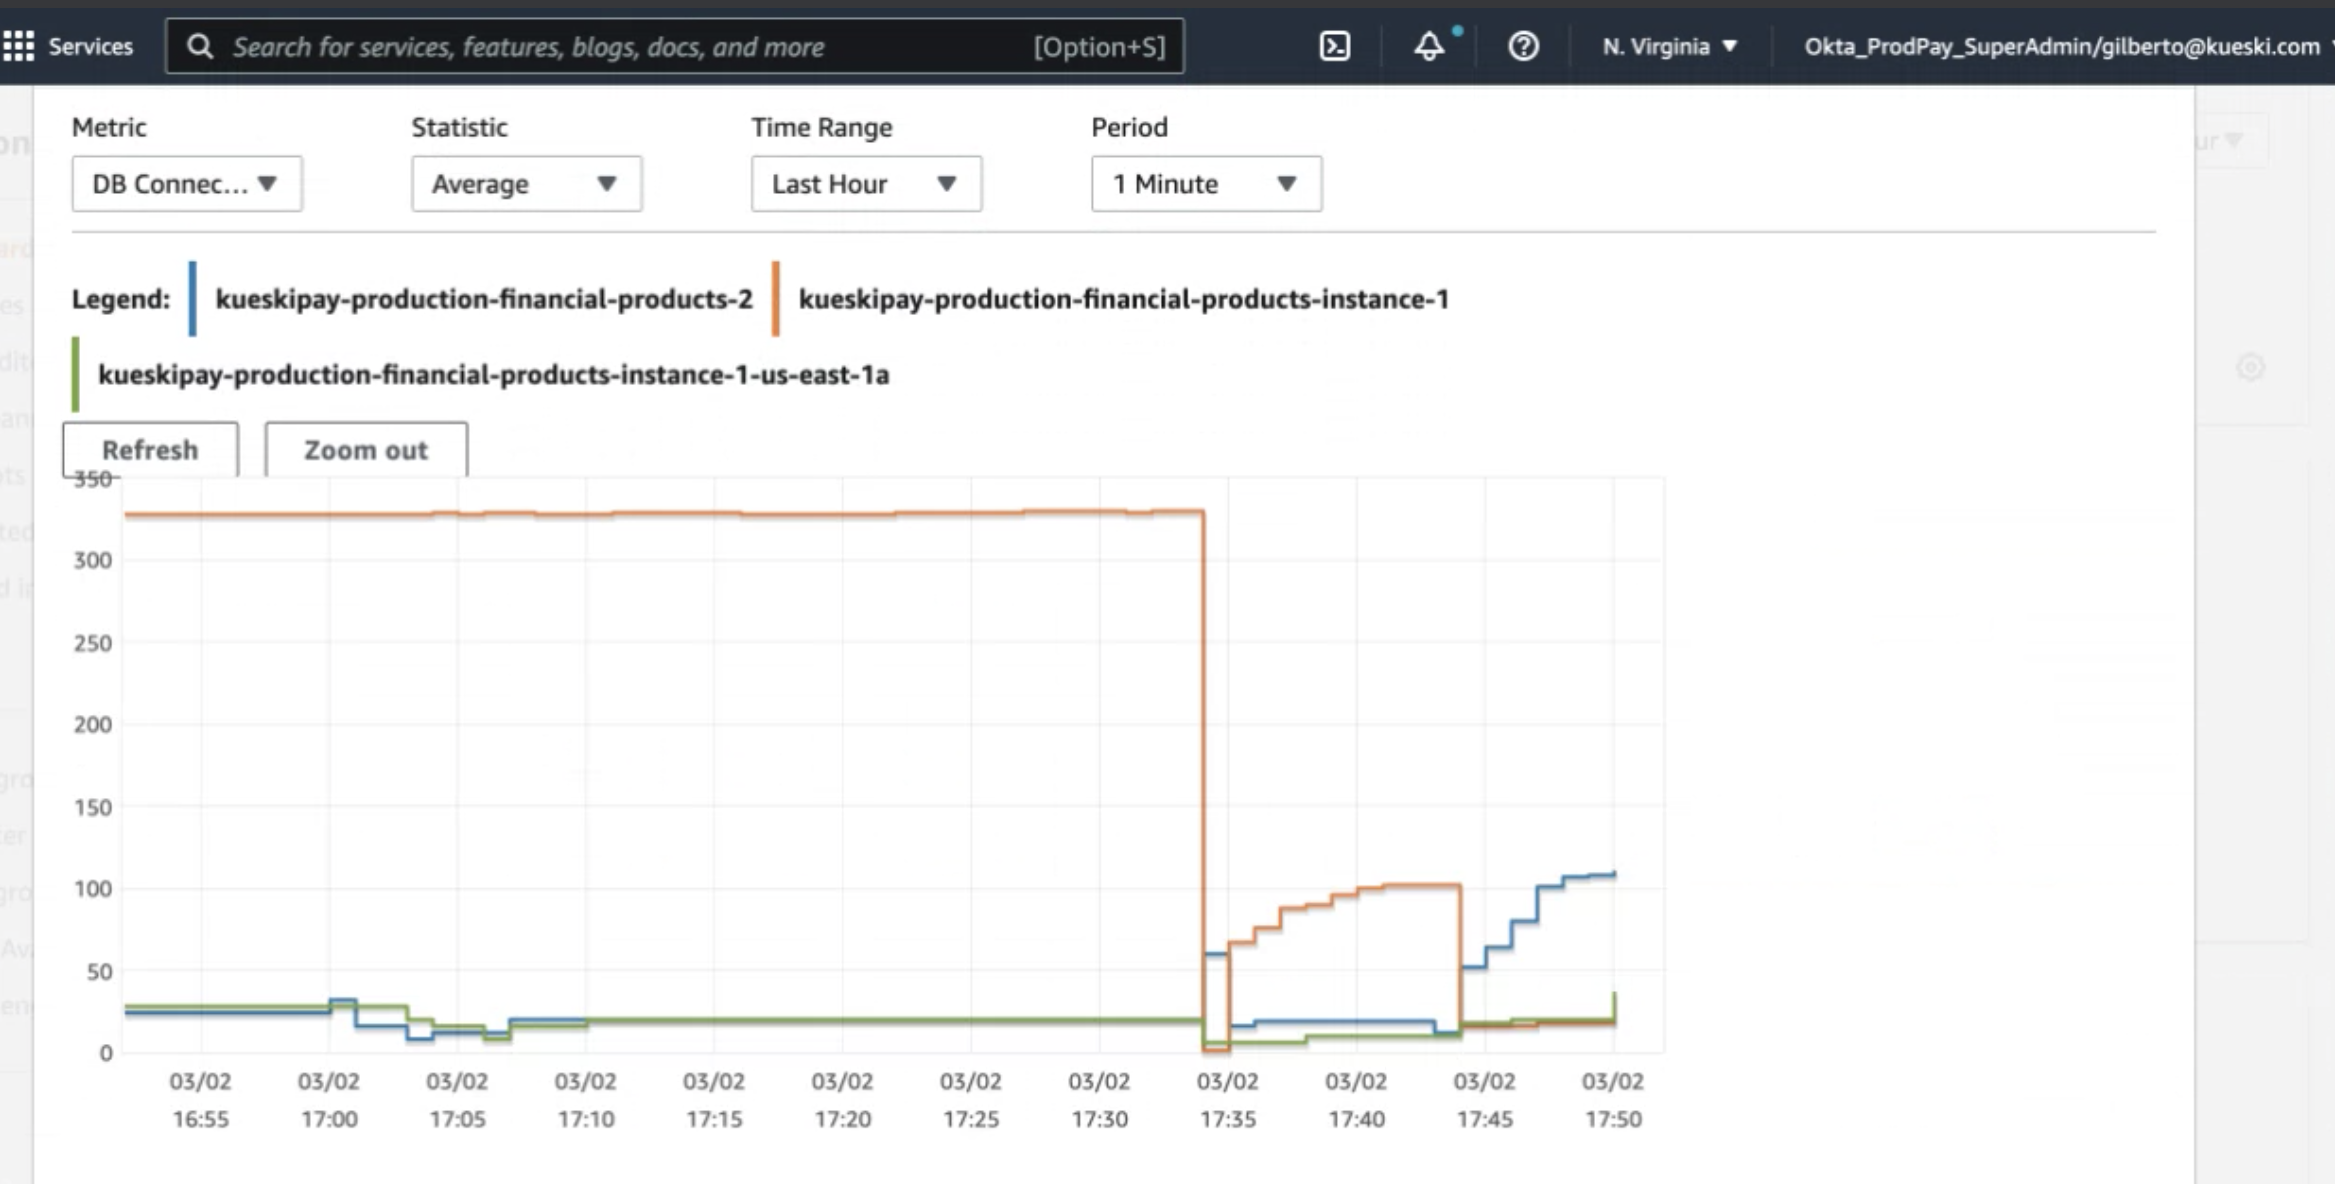 Services Search for services, features, blogs, docs, and more [Option+S] N. Virginia Okta_ProdPay_SuperAdmin/gilberto@kueski.com
Metric Statistic Time Range Period
DB Connec... Average Last Hour 1 Minute
Legend: kueskipay-production-financial-products-2 kueskipay-production-financial-products-instance-1
kueskipay-production-financial-products-instance-1-us-east-1a
Refresh Zoom out
350
300
250
200
150
100
50
0
03/02 03/02 03/02 03/02 03/02 03/02 03/02 03/02 03/02 03/02 03/02 03/02
16:55 17:00 17:05 17:10 17:15 17:20 17:25 17:30 17:35 17:40 17:45 17:50